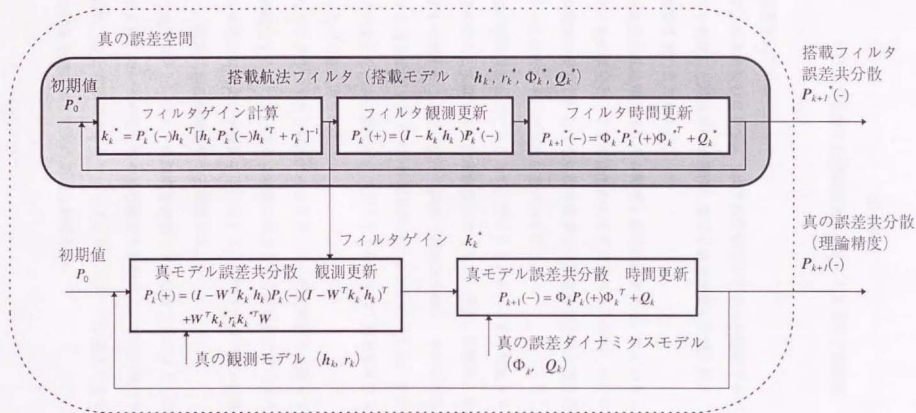 真の誤差空間
搭載航法フィルタ（搭載モデル　h_k^*, r_k^*, Φ_k^*, Q_k^*）
初期値
P_0^*
フィルタゲイン計算
k_k^* = P_k^*(−)h_k^{*T}[h_k^*P_k^*(−)h_k^{*T} + r_k^*]^{-1}
フィルタ観測更新
P_k^*(+) = (I − k_k^*h_k^*)P_k^*(−)
フィルタ時間更新
P_{k+1}^*(−) = Φ_k^*P_k^*(+)Φ_k^{*T} + Q_k^*
搭載フィルタ
誤差共分散
P_{k+1}^*(-)
フィルタゲイン　k_k^*
初期値
P_0
真モデル誤差共分散　観測更新
P_k(+) = (I − W^Tk_k^*h_k)P_k(−)(I − W^Tk_k^*h_k)^T
+W^Tk_k^*r_kk_k^{*T}W
真モデル誤差共分散　時間更新
P_{k+1}(−) = Φ_kP_k(+)Φ_k^T + Q_k
真の誤差共分散
（理論精度）
P_{k+1}(-)
真の観測モデル（h_k, r_k）
真の誤差ダイナミクスモデル
（Φ_k, Q_k）